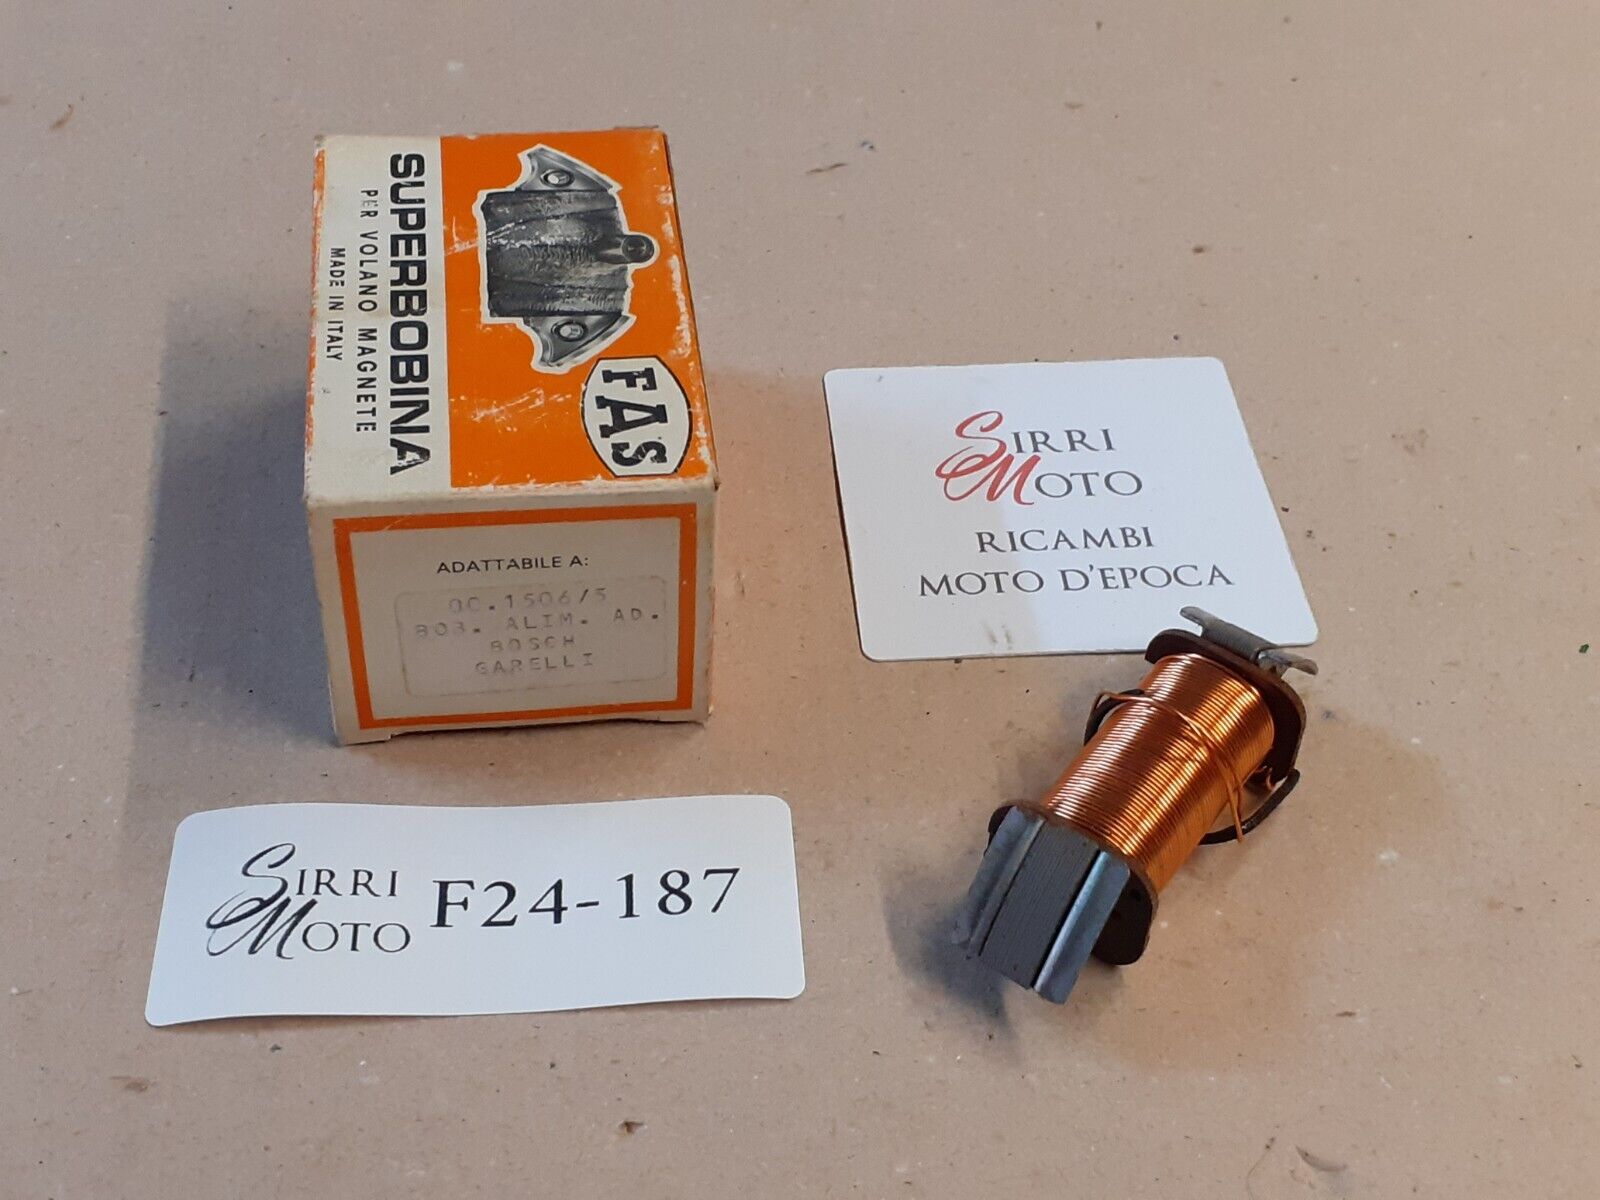 SUPERBOBINA
PER VOLANO MAGNETE
MADE IN ITALY
FAS
ADATTABILE A:
OC.1506/5
BOB. ALIM. AD.
BOSCH
GARELLI
SIRRI
MOTO
RICAMBI
MOTO D'EPOCA
SIRRI
MOTO
F24-187